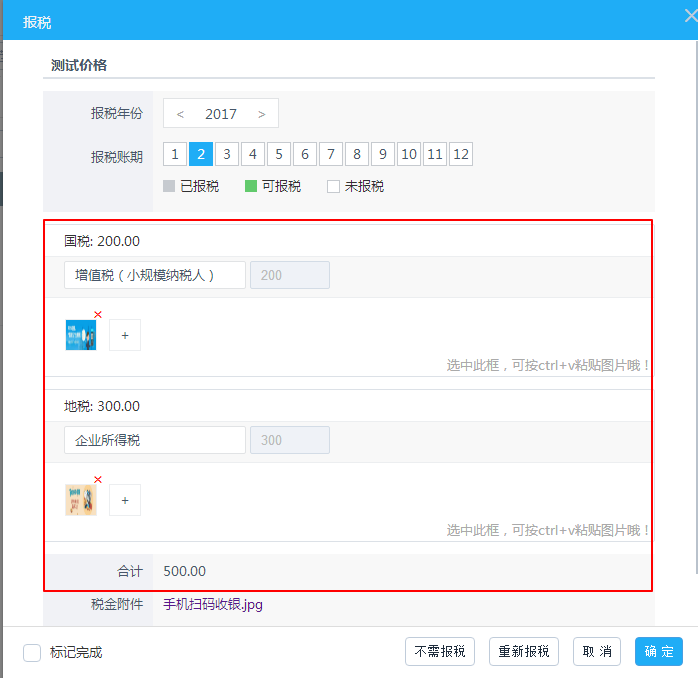 报税
测试价格
报税年份 < 2017 >
报税账期 1 2 3 4 5 6 7 8 9 10 11 12
已报税 可报税 未报税
国税: 200.00
增值税（小规模纳税人） 200
+
选中此框，可按ctrl+v粘贴图片哦！
地税: 300.00
企业所得税 300
+
选中此框，可按ctrl+v粘贴图片哦！
合计 500.00
税金附件 手机扫码收银.jpg
标记完成 不需报税 重新报税 取 消 确 定